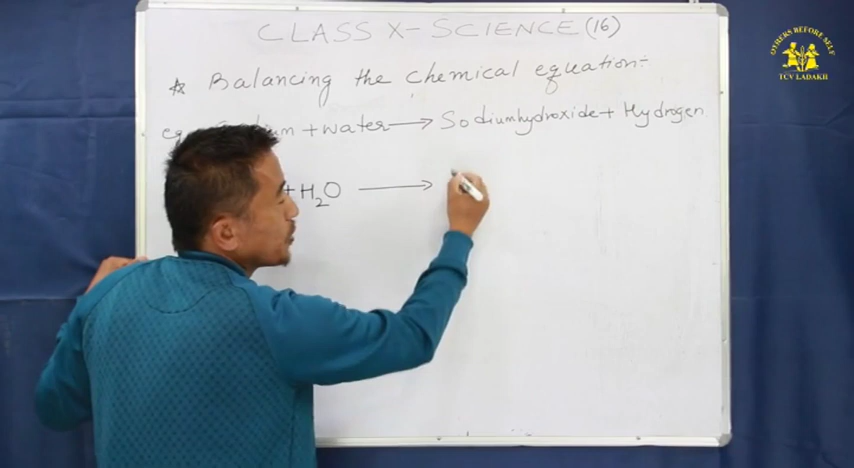 CLASS X-SCIENCE (16)
OTHERS BEFORE SELF
TCV LADAKH
☆ Balancing the chemical equation:-
+ water → Sodiumhydroxide + Hydrogen
+ H₂O →